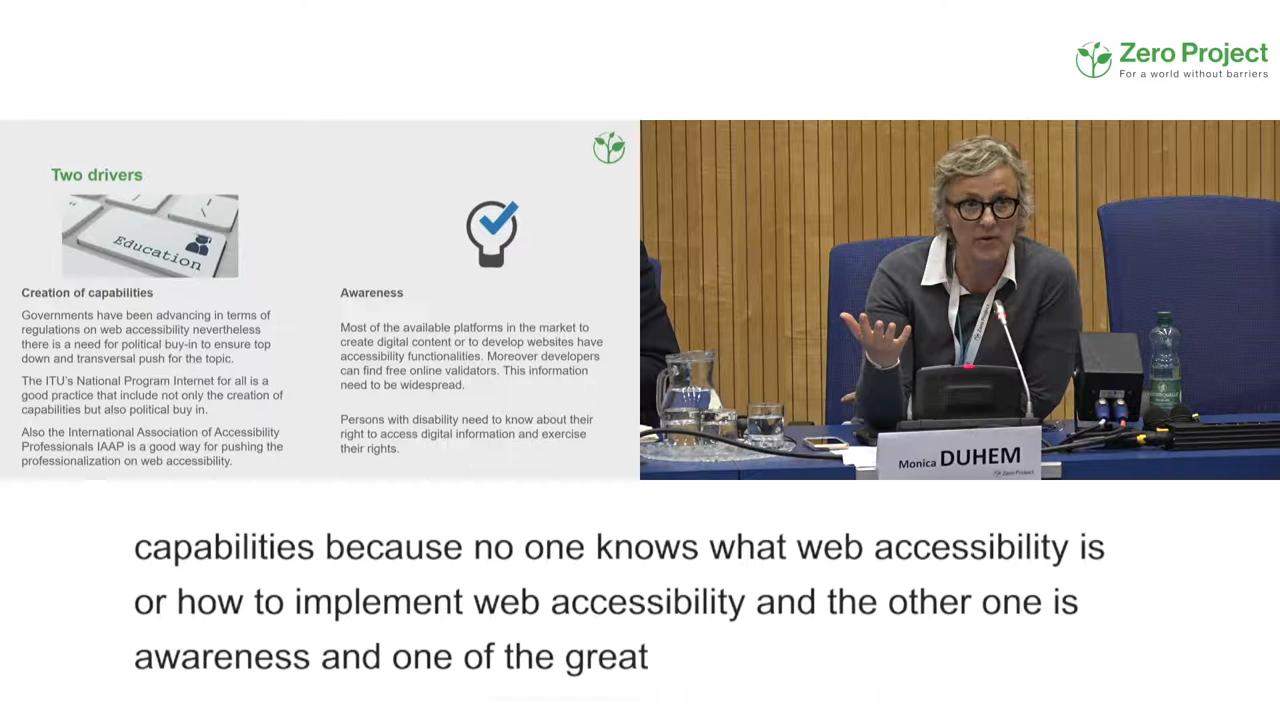 Zero Project
For a world without barriers
Two drivers
Education
Creation of capabilities
Governments have been advancing in terms of
regulations on web accessibility nevertheless
there is a need for political buy-in to ensure top
down and transversal push for the topic.
The ITU's National Program Internet for all is a
good practice that include not only the creation of
capabilities but also political buy in.
Also the International Association of Accessibility
Professionals IAAP is a good way for pushing the
professionalization on web accessibility.
Awareness
Most of the available platforms in the market to
create digital content or to develop websites have
accessibility functionalities. Moreover developers
can find free online validators. This information
need to be widespread.
Persons with disability need to know about their
right to access digital information and exercise
their rights.
Monica DUHEM
Zero Project
capabilities because no one knows what web accessibility is
or how to implement web accessibility and the other one is
awareness and one of the great